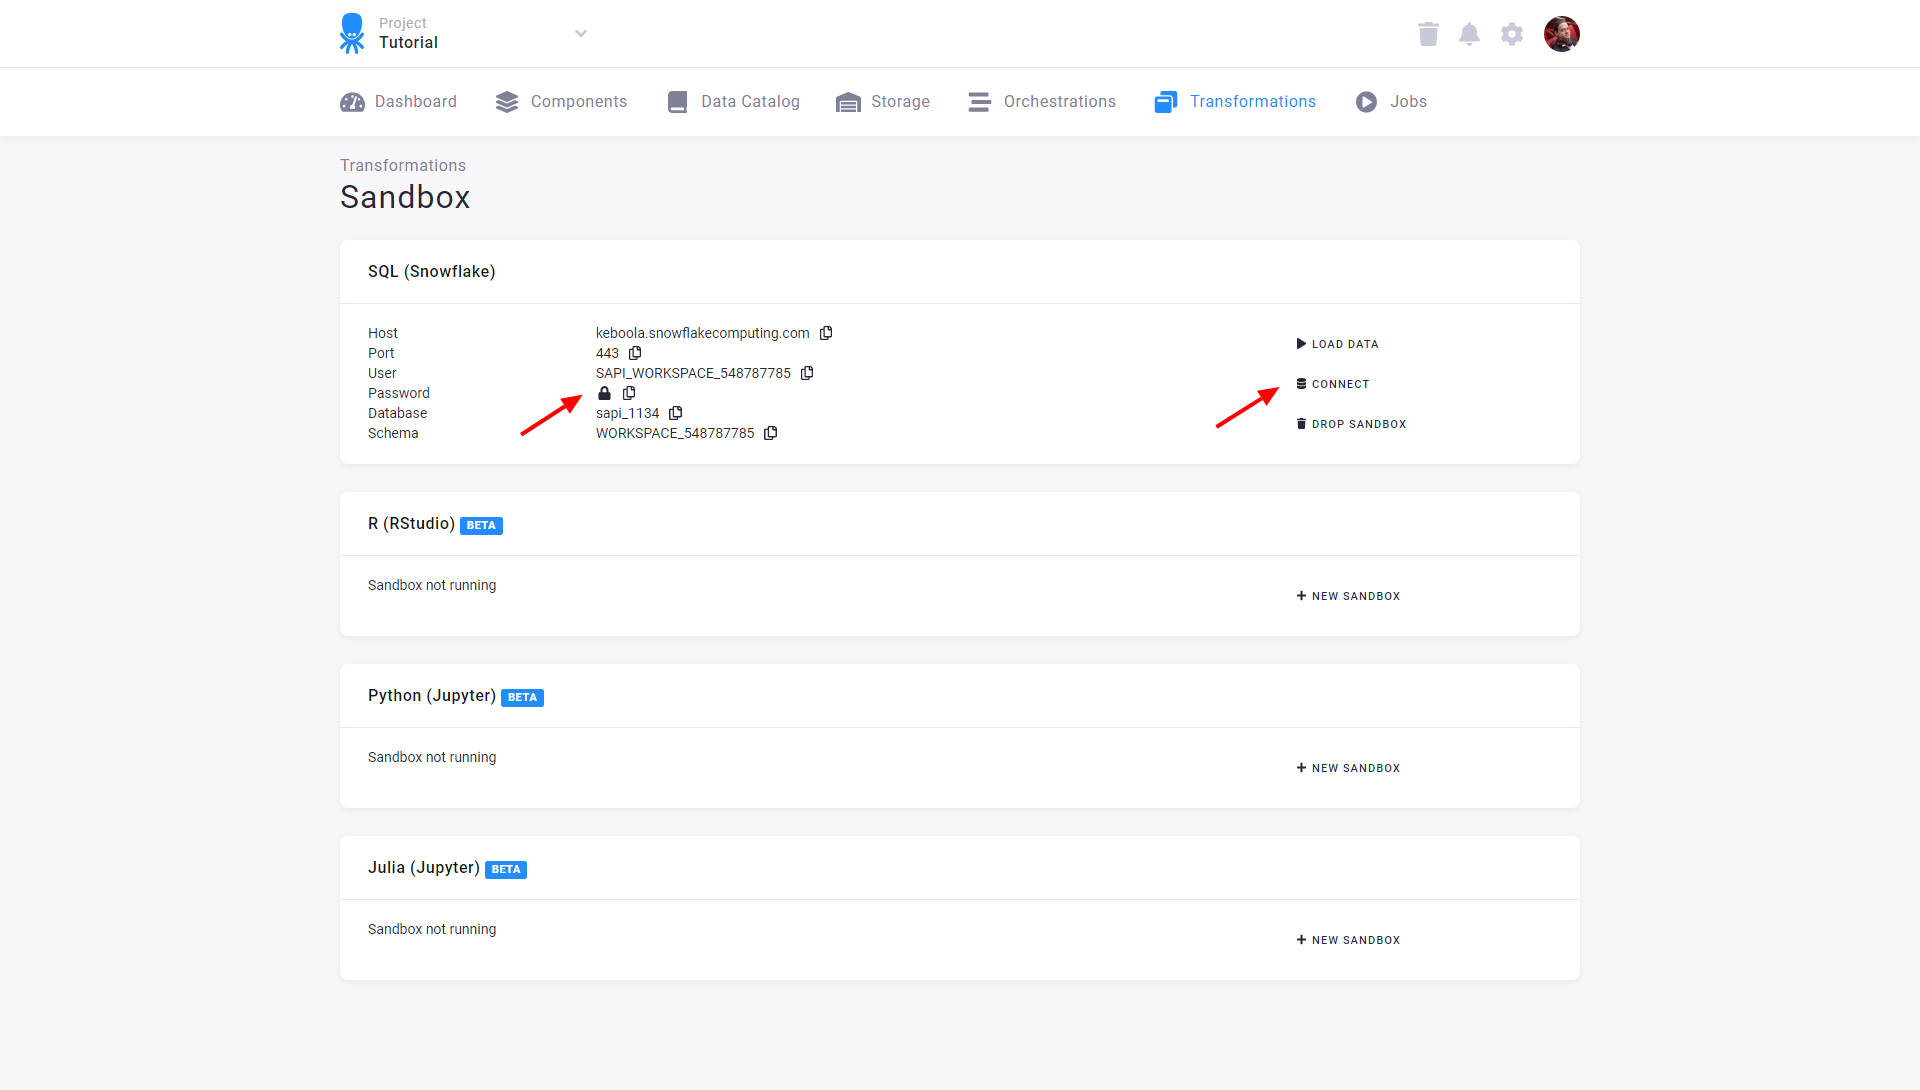 Project
Tutorial
Dashboard Components Data Catalog Storage Orchestrations Transformations Jobs
Transformations
Sandbox
SQL (Snowflake)
Host keboola.snowflakecomputing.com
Port 443
User SAPI_WORKSPACE_548787785
Password
Database sapi_1134
Schema WORKSPACE_548787785
LOAD DATA
CONNECT
DROP SANDBOX
R (RStudio) BETA
Sandbox not running
NEW SANDBOX
Python (Jupyter) BETA
Sandbox not running
NEW SANDBOX
Julia (Jupyter) BETA
Sandbox not running
NEW SANDBOX